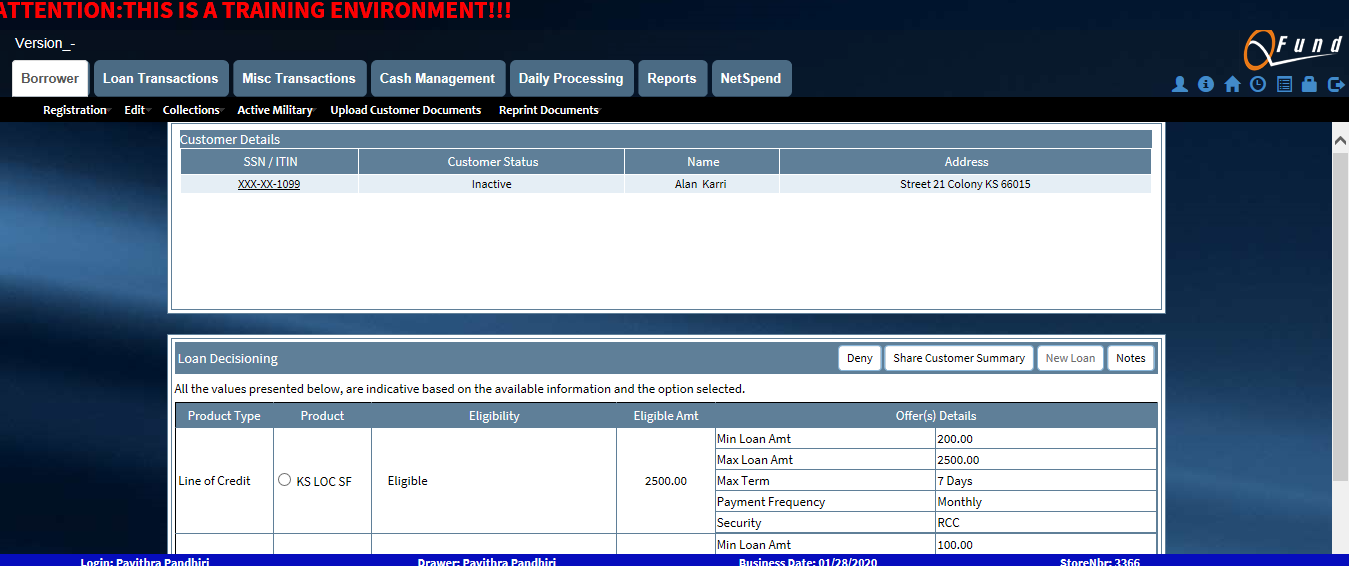 ATTENTION:THIS IS A TRAINING ENVIRONMENT!!!
Version_-
QFund
Borrower Loan Transactions Misc Transactions Cash Management Daily Processing Reports NetSpend
Registration Edit Collections Active Military Upload Customer Documents Reprint Documents
Customer Details
SSN / ITIN Customer Status Name Address
XXX-XX-1099 Inactive Alan Karri Street 21 Colony KS 66015
Loan Decisioning Deny Share Customer Summary New Loan Notes
All the values presented below, are indicative based on the available information and the option selected.
Product Type Product Eligibility Eligible Amt Offer(s) Details
Min Loan Amt 200.00
Max Loan Amt 2500.00
Line of Credit KS LOC SF Eligible 2500.00 Max Term 7 Days
Payment Frequency Monthly
Security RCC
Min Loan Amt 100.00
Login: Pavithra Pandhiri Drawer: Pavithra Pandhiri Business Date: 01/28/2020 StoreNbr: 3366